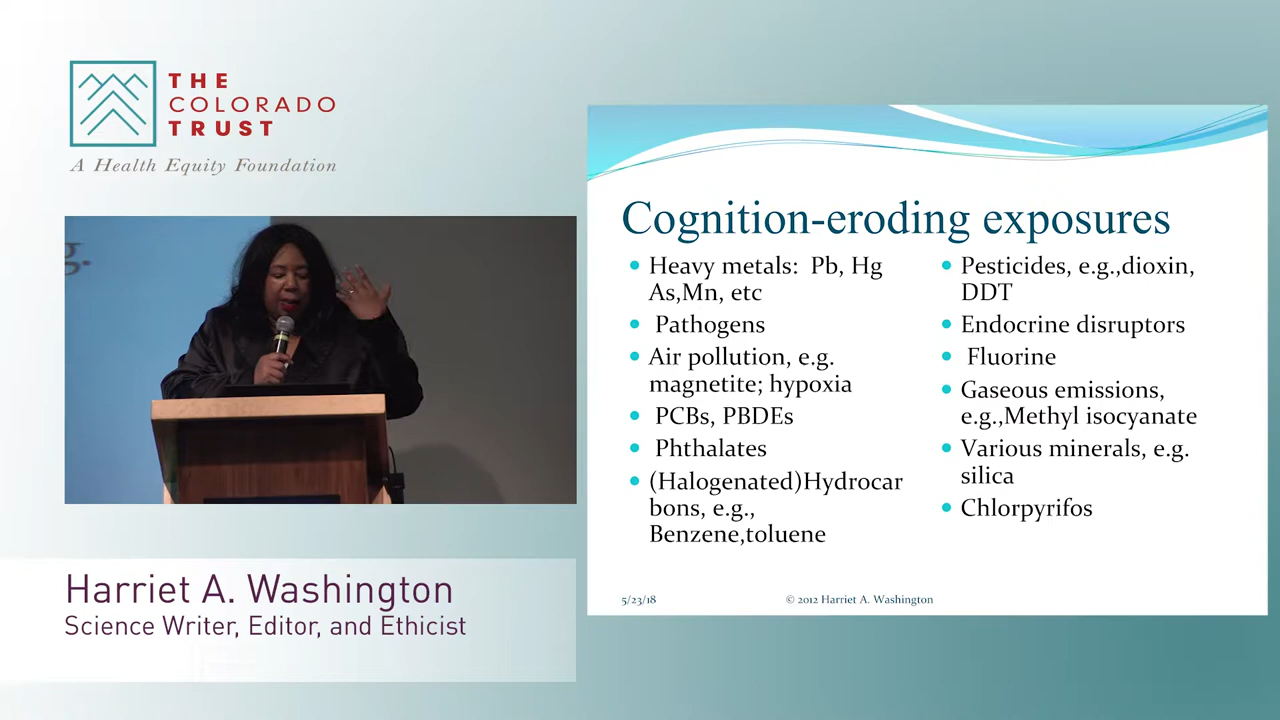 THE
COLORADO
TRUST
A Health Equity Foundation
g.
Harriet A. Washington
Science Writer, Editor, and Ethicist
Cognition-eroding exposures
• Heavy metals:  Pb, Hg
As,Mn, etc
• Pathogens
• Air pollution, e.g.
magnetite; hypoxia
• PCBs, PBDEs
• Phthalates
• (Halogenated)Hydrocar
bons, e.g.,
Benzene,toluene
• Pesticides, e.g.,dioxin,
DDT
• Endocrine disruptors
• Fluorine
• Gaseous emissions,
e.g.,Methyl isocyanate
• Various minerals, e.g.
silica
• Chlorpyrifos
5/23/18
© 2012 Harriet A. Washington